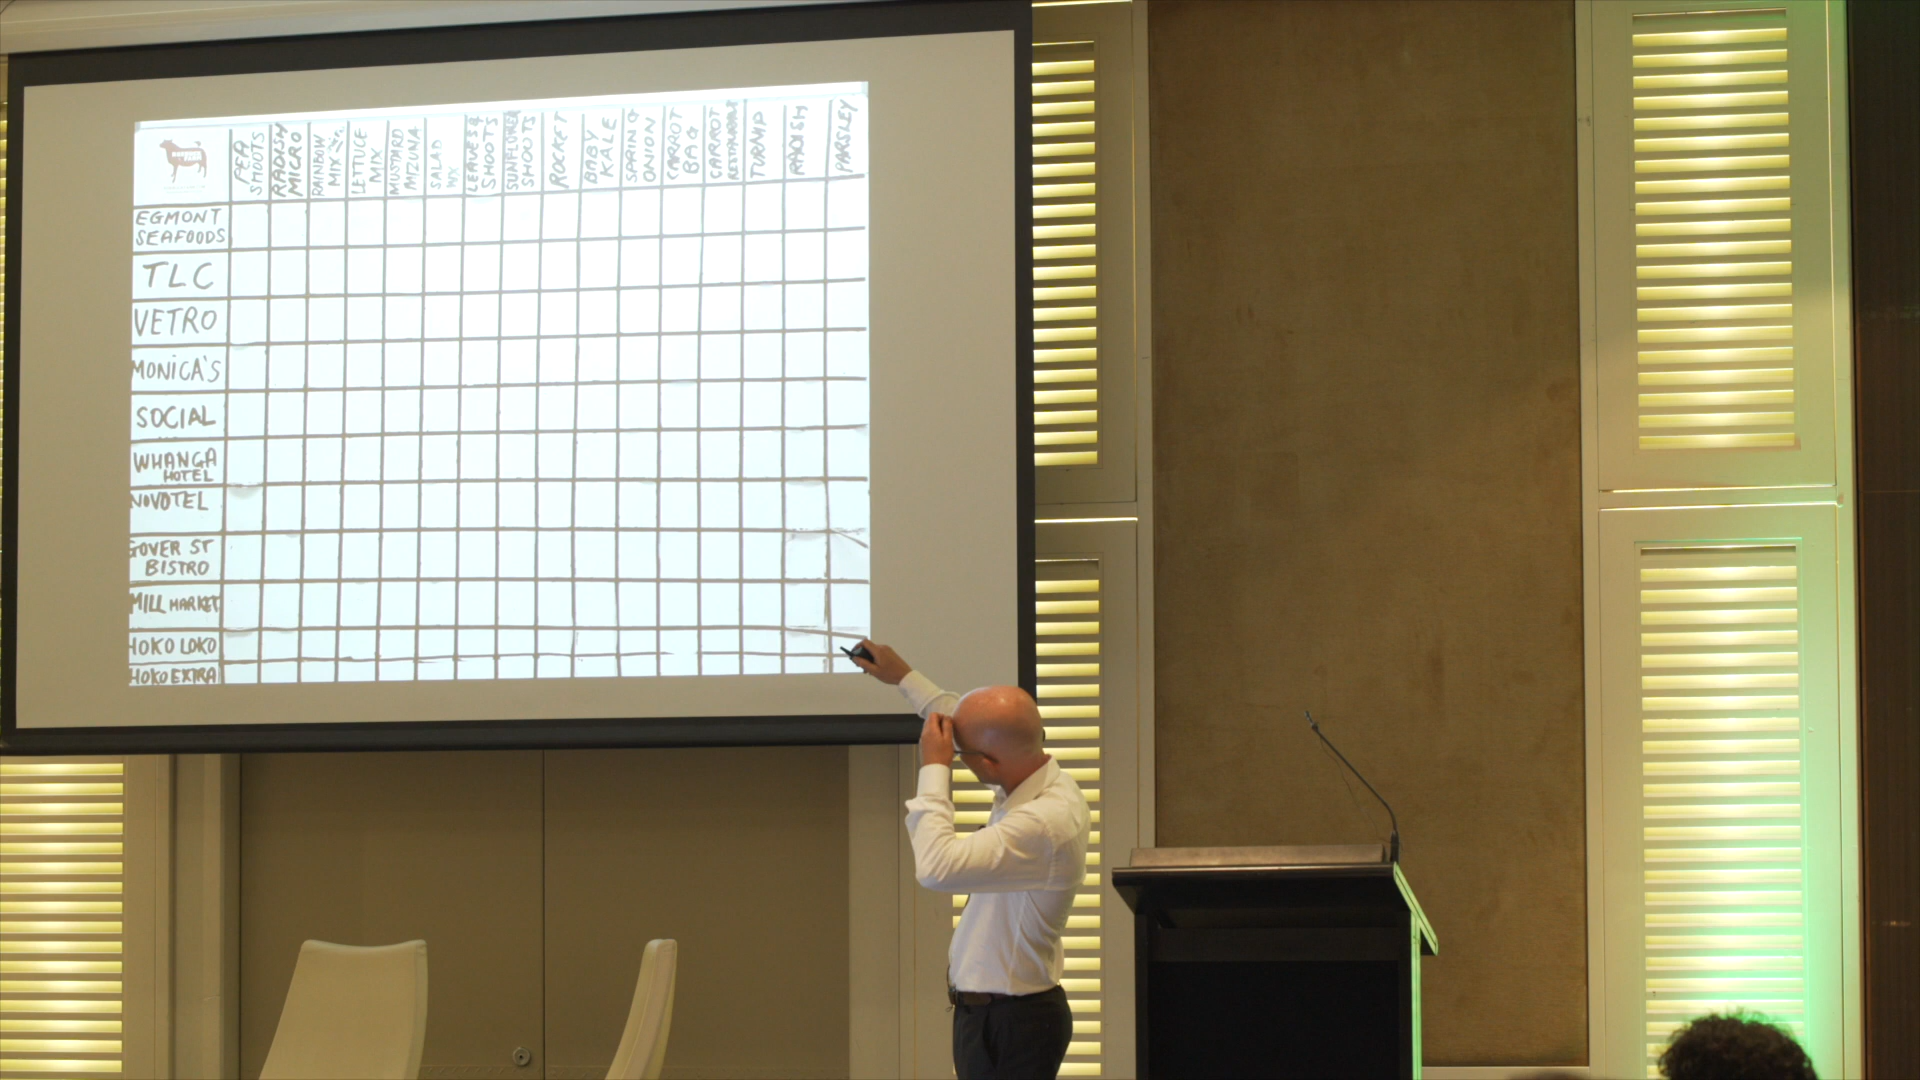 PEA
SHOOTS
RADISH
MICRO
RAINBOW
MIX
LETTUCE
MIX
MUSTARD
MIZUNA
SALAD
MIX
LEAVES &
SHOOTS
SUNFLOWER
SHOOTS
ROCKET
BABY
KALE
SPRING
ONION
CARROT
BAG
CARROT
RESTAURANT
TURNIP
RADISH
PARSLEY
EGMONT
SEAFOODS
TLC
VETRO
MONiCA'S
SOCIAL
WHANGA
HOTEL
NOVOTEL
GOVER ST
BISTRO
MILL MARKET
HOKO LOKO
HOKO EXTRA